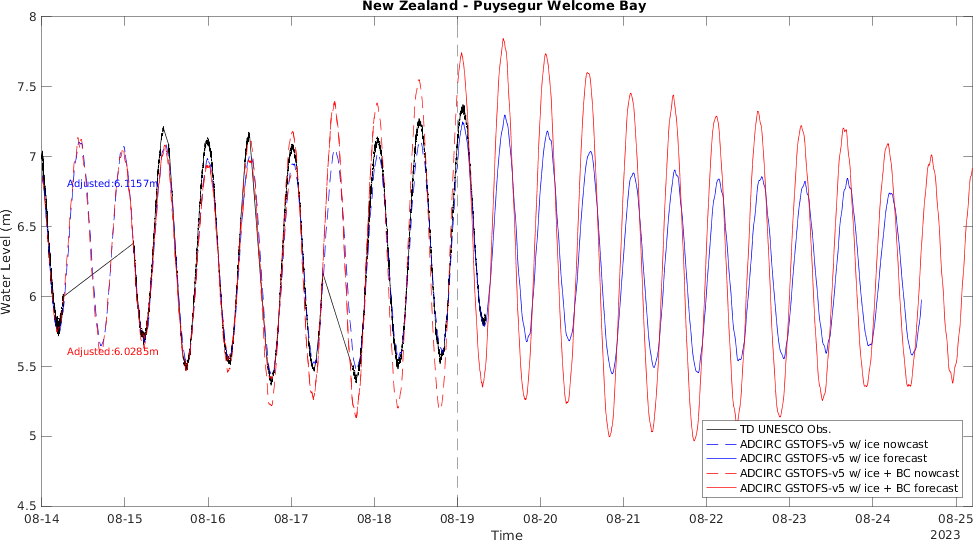 New Zealand - Puysegur Welcome Bay
8
7.5
7
6.5
6
5.5
5
4.5
Water Level (m)
Adjusted:6.1157m
Adjusted:6.0285m
TD UNESCO Obs.
ADCIRC GSTOFS-v5 w/ ice nowcast
ADCIRC GSTOFS-v5 w/ ice forecast
ADCIRC GSTOFS-v5 w/ ice + BC nowcast
ADCIRC GSTOFS-v5 w/ ice + BC forecast
08-14 08-15 08-16 08-17 08-18 08-19 08-20 08-21 08-22 08-23 08-24 08-25
Time
2023